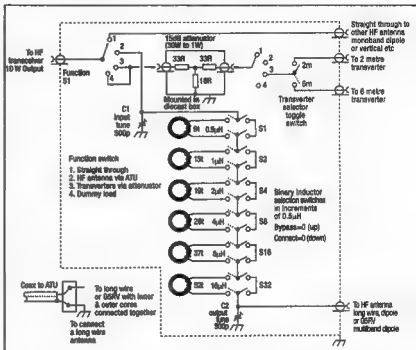 To HF
transceiver
10W Output
Function
S1
1
2
3
4
15dB attenuator
(30W to 1W)
33R
33R
18R
Mounted in
diecast box
1
2
3
4
2m
6m
Transverter
selector
toggle
switch
Straight through to
other HF antenna
monoband dipole
or vertical etc
To 2 metre
transverter
To 6 metre
transverter
C1
input
tune
500p
Function switch
1. Straight through
2. HF antenna via ATU
3. Transverters via attenuator
4. Dummy load
9t
0.5µH
S1
13t
1µH
S2
19t
2µH
S4
26t
4µH
S8
37t
8µH
S16
52t
16µH
S32
Binary inductor
selection switches
in increments
of 0.5µH
Bypass=0 (up)
Connect=0 (down)
Coax to ATU
To long wire
or G5RV with inner
& outer cores
connected together
To connect
a long wire
antenna
C2
output
tune
500p
To HF antenna
long wire, dipole
or G5RV
multiband dipole